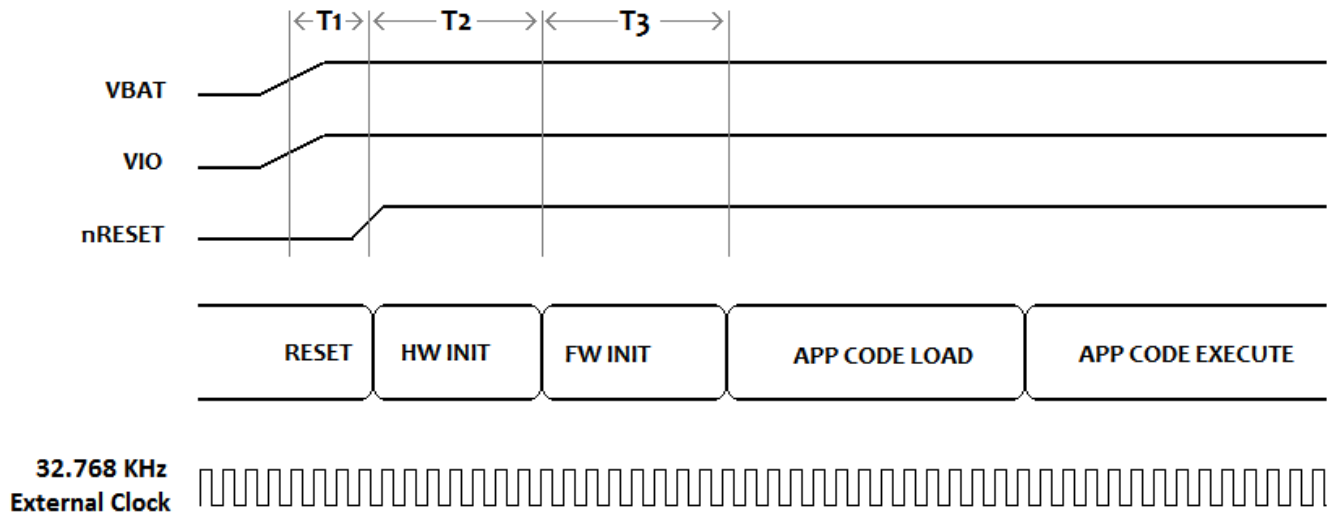 T1 T2 T3
VBAT
VIO
nRESET
RESET HW INIT FW INIT APP CODE LOAD APP CODE EXECUTE
32.768 KHz
External Clock